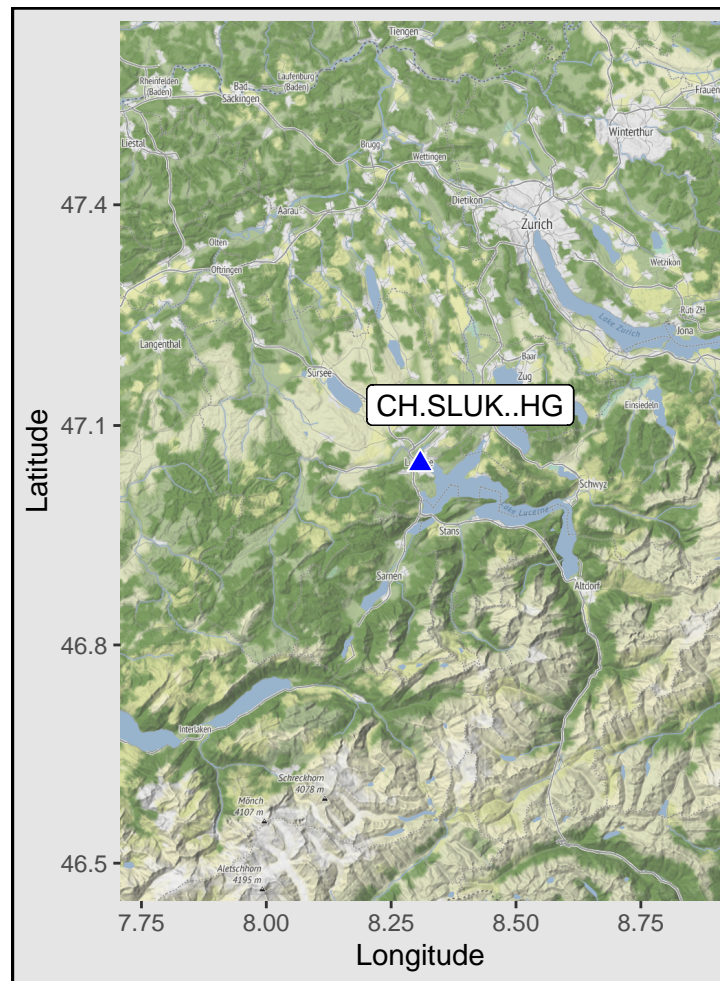 Tiengen
Rheinfelden
(Baden)
Bad
Säckingen
Laufenburg
(Baden)
Frauen
Winterthur
Liestal
Brugg
Wettingen
47.4
Dietikon
Aarau
Zurich
Olten
Wetzikon
Oftringen
Rüti ZH
Lake Zurich
Jona
Langenthal
Baar
Sursee
Zug
CH.SLUK..HG
Einsiedeln
47.1
Latitude
Schwyz
Lake Lucerne
Stans
Sarnen
Altdorf
46.8
Interlaken
Schreckhorn
4078 m
Mönch
4107 m
Aletschhorn
4195 m
46.5
7.75 8.00 8.25 8.50 8.75
Longitude